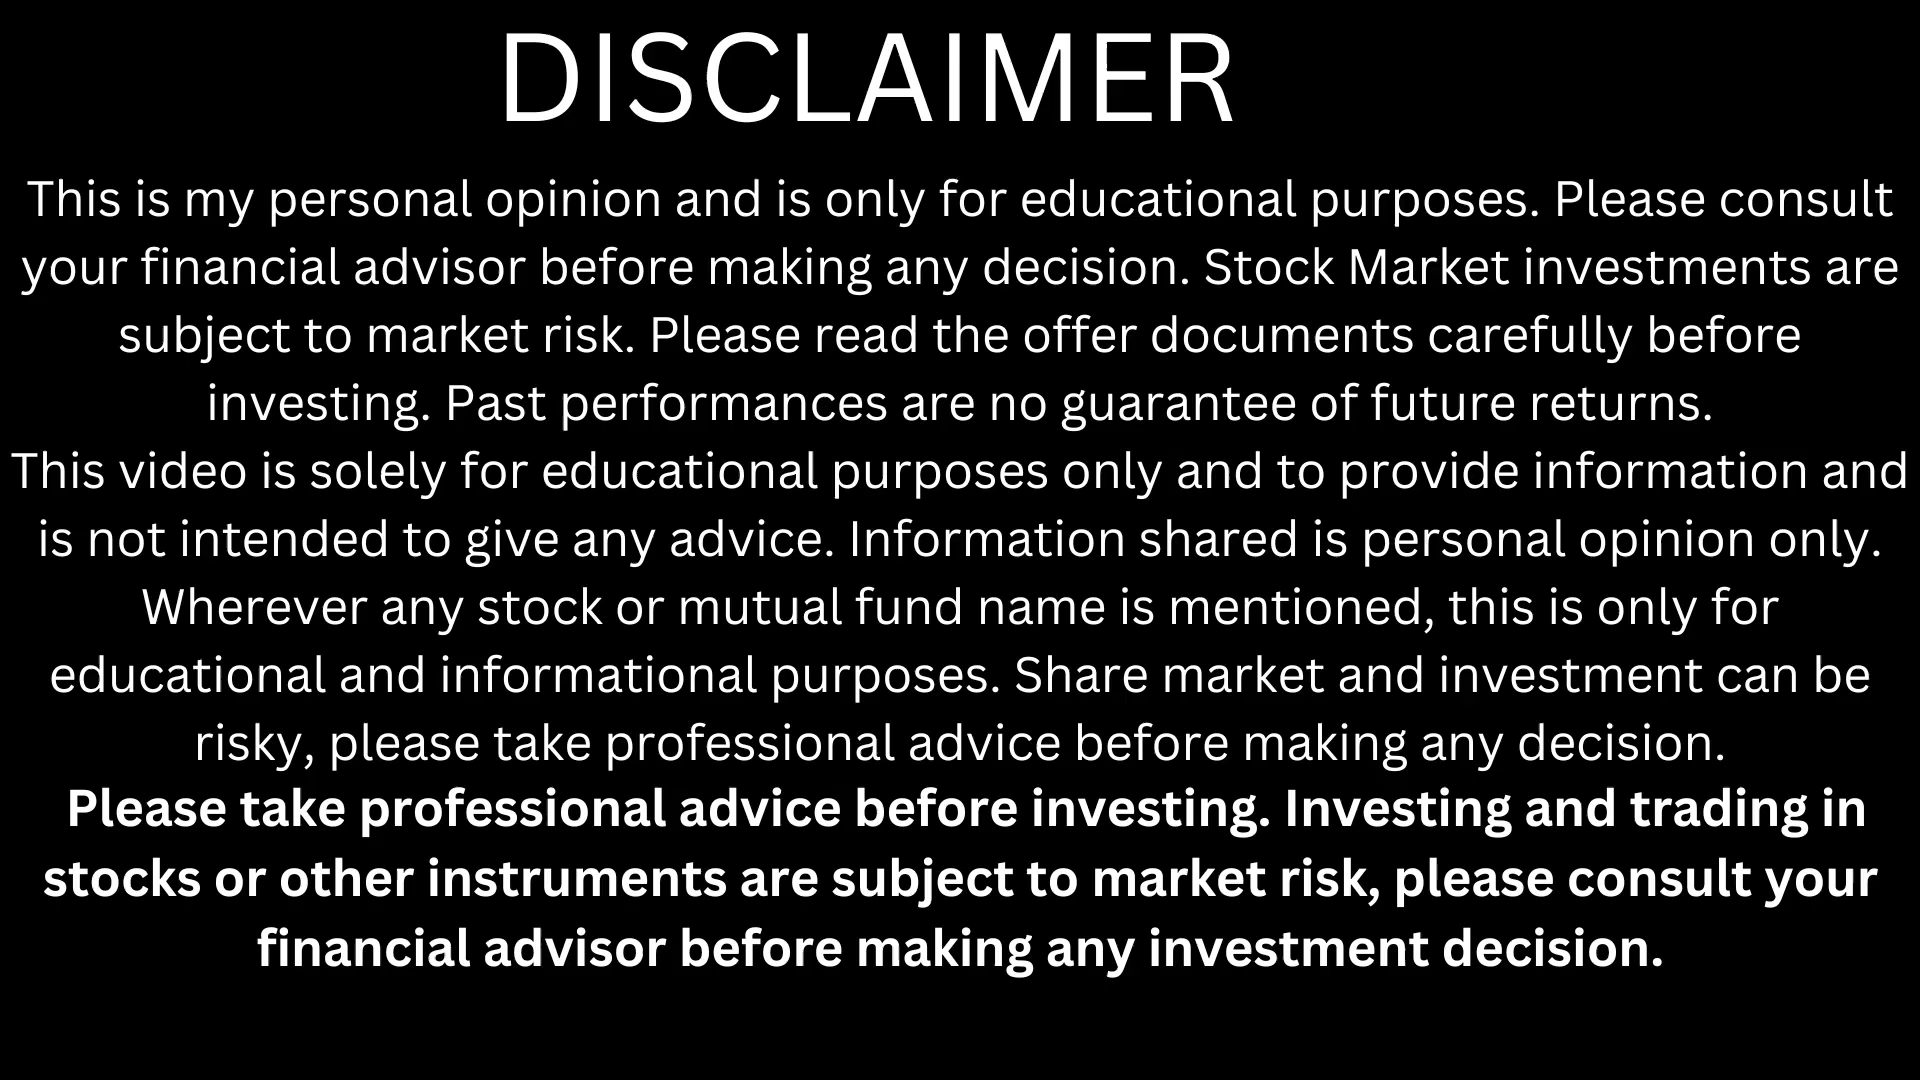 DISCLAIMER
This is my personal opinion and is only for educational purposes. Please consult
your financial advisor before making any decision. Stock Market investments are
subject to market risk. Please read the offer documents carefully before
investing. Past performances are no guarantee of future returns.
This video is solely for educational purposes only and to provide information and
is not intended to give any advice. Information shared is personal opinion only.
Wherever any stock or mutual fund name is mentioned, this is only for
educational and informational purposes. Share market and investment can be
risky, please take professional advice before making any decision.
Please take professional advice before investing. Investing and trading in
stocks or other instruments are subject to market risk, please consult your
financial advisor before making any investment decision.